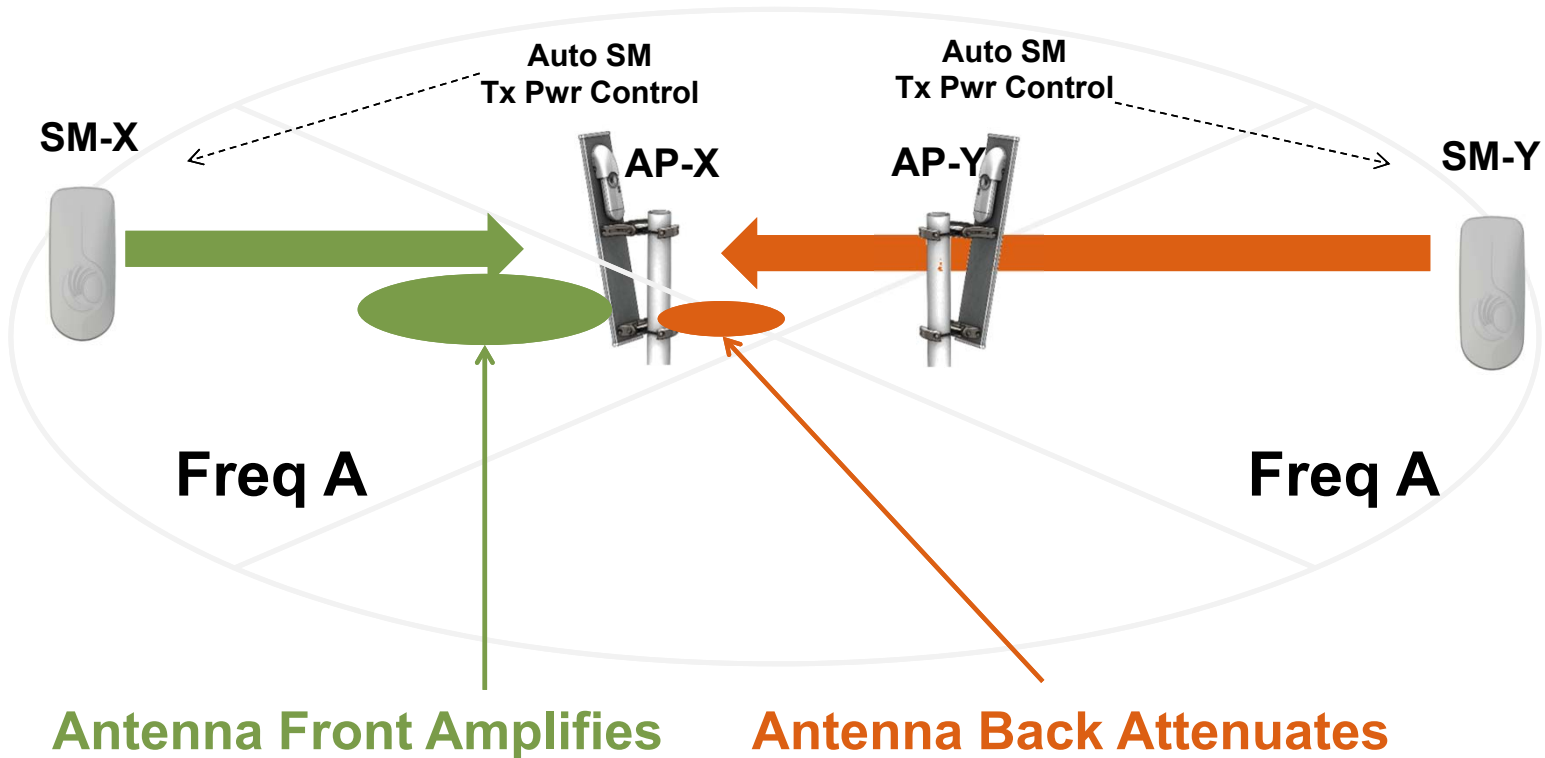 Auto SM
Tx Pwr Control
Auto SM
Tx Pwr Control
SM-X
AP-X
AP-Y
SM-Y
Freq A
Freq A
Antenna Front Amplifies
Antenna Back Attenuates